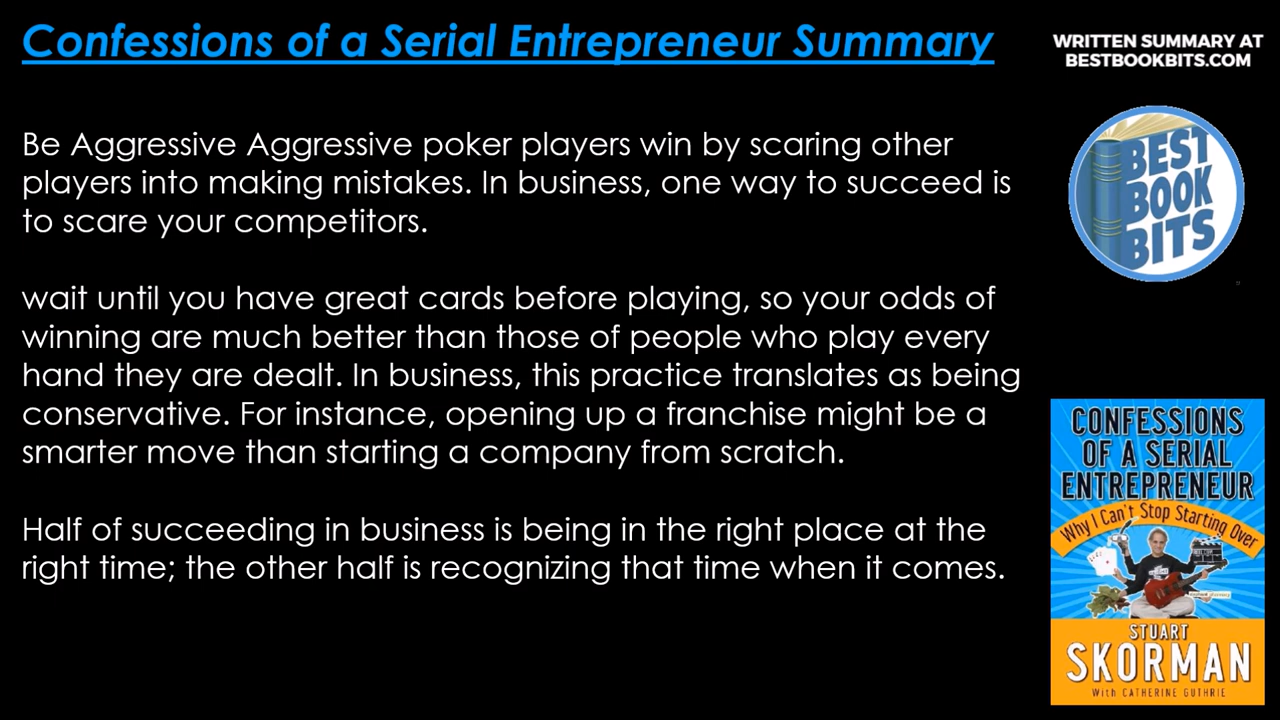 Confessions of a Serial Entrepreneur Summary
WRITTEN SUMMARY AT
BESTBOOKBITS.COM
Be Aggressive Aggressive poker players win by scaring other
players into making mistakes. In business, one way to succeed is
to scare your competitors.
wait until you have great cards before playing, so your odds of
winning are much better than those of people who play every
hand they are dealt. In business, this practice translates as being
conservative. For instance, opening up a franchise might be a
smarter move than starting a company from scratch.
Half of succeeding in business is being in the right place at the
right time; the other half is recognizing that time when it comes.
BEST
BOOK
BITS
CONFESSIONS
OF A SERIAL
ENTREPRENEUR
Why I Can't Stop Starting Over
STUART
SKORMAN
With CATHERINE GUTHRIE